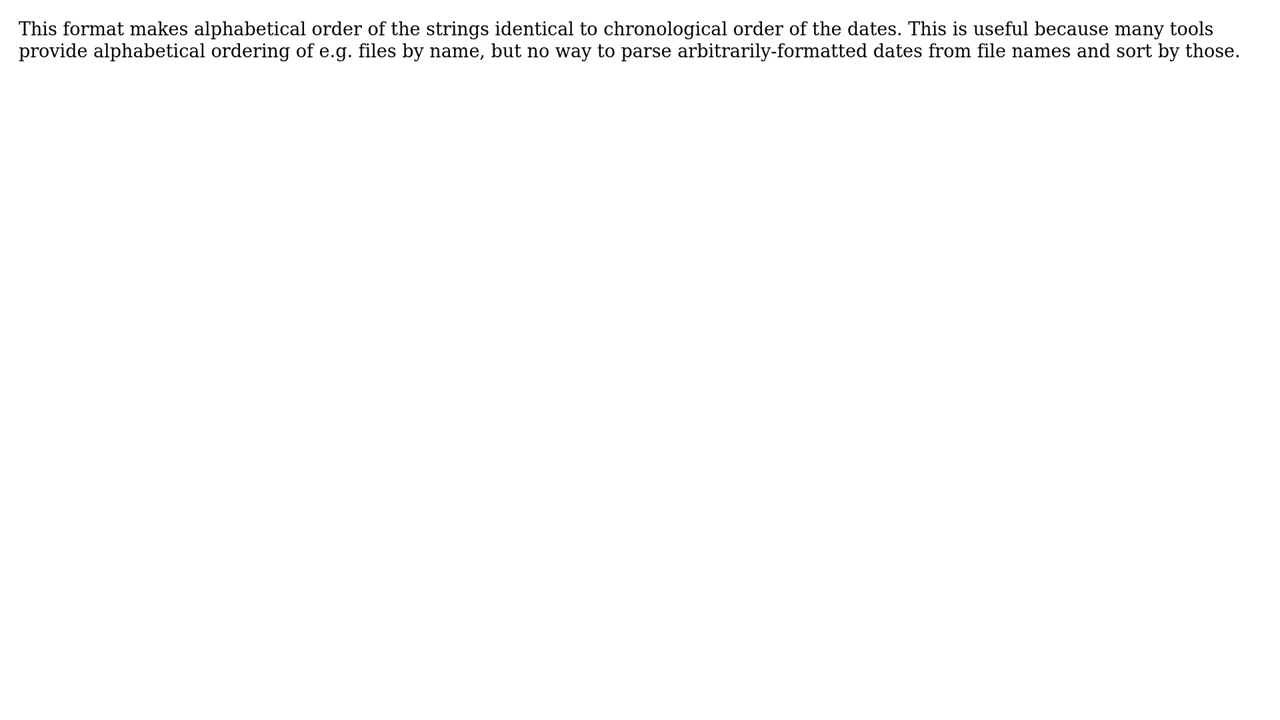 This format makes alphabetical order of the strings identical to chronological order of the dates. This is useful because many tools
provide alphabetical ordering of e.g. files by name, but no way to parse arbitrarily-formatted dates from file names and sort by those.